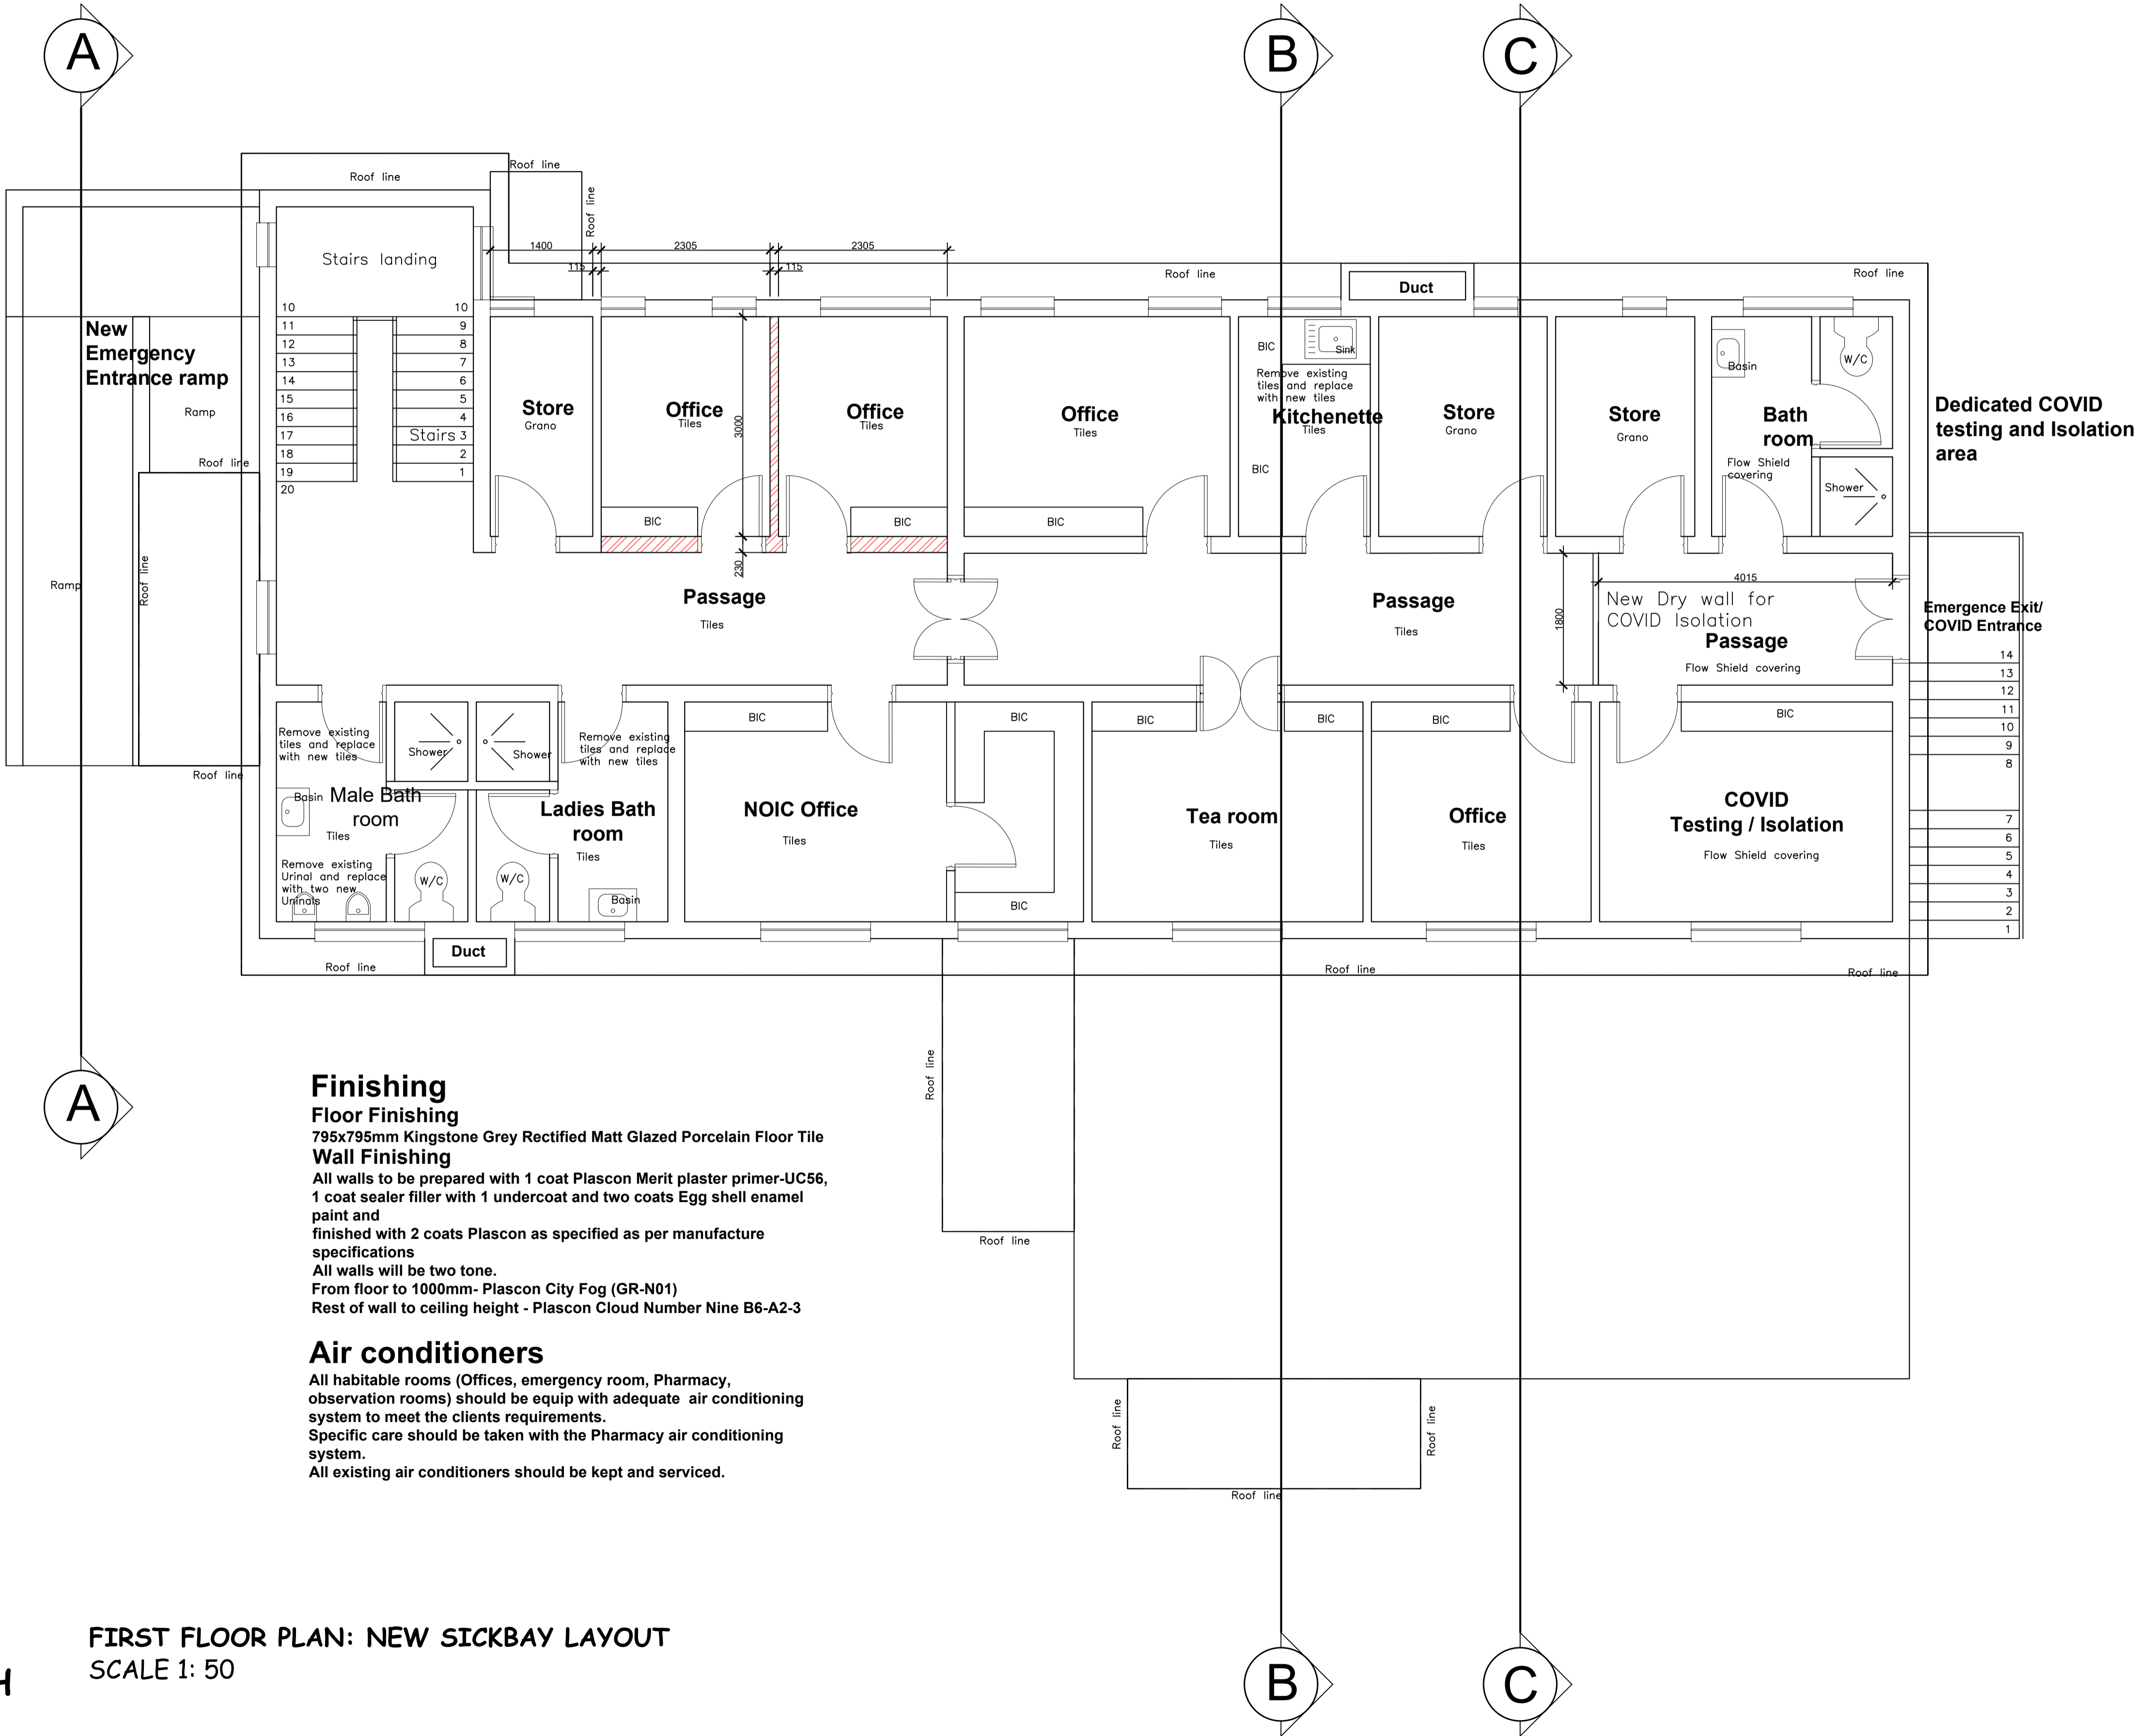 A
B
C
Roof line
Roof line
Roof line
Stairs landing
1400
2305
2305
115
115
Roof line
Roof line
Duct
10
11
12
13
14
15
16
17
18
19
20
10
9
8
7
6
5
4
Stairs 3
2
1
New
Emergency
Entrance ramp
Ramp
Roof line
Ramp
Roof line
Roof line
Store
Grano
Office
Tiles
3000
Office
Tiles
Office
Tiles
BIC
Sink
Remove existing
tiles and replace
with new tiles
Kitchenette
Tiles
BIC
Store
Grano
Store
Grano
Basin
W/C
Bath
room
Flow Shield
covering
Shower
Dedicated COVID
testing and Isolation
area
BIC
BIC
BIC
230
Passage
Tiles
Passage
Tiles
1800
4015
New Dry wall for
COVID Isolation
Passage
Flow Shield covering
Emergence Exit/
COVID Entrance
14
13
12
11
10
9
8
7
6
5
4
3
2
1
Remove existing
tiles and replace
with new tiles
Shower
Shower
Remove existing
tiles and replace
with new tiles
Basin
Male Bath
room
Tiles
Remove existing
Urinal and replace
with two new
Uninals
W/C
W/C
Ladies Bath
room
Tiles
Basin
BIC
NOIC Office
Tiles
BIC
BIC
BIC
BIC
Tea room
Tiles
BIC
Office
Tiles
BIC
COVID
Testing / Isolation
Flow Shield covering
Duct
Roof line
Roof line
Roof line
Roof line
Roof line
Roof line
Roof line
Roof line
A
Finishing
Floor Finishing
795x795mm Kingstone Grey Rectified Matt Glazed Porcelain Floor Tile
Wall Finishing
All walls to be prepared with 1 coat Plascon Merit plaster primer-UC56,
1 coat sealer filler with 1 undercoat and two coats Egg shell enamel
paint and
finished with 2 coats Plascon as specified as per manufacture
specifications
All walls will be two tone.
From floor to 1000mm- Plascon City Fog (GR-N01)
Rest of wall to ceiling height - Plascon Cloud Number Nine B6-A2-3
Air conditioners
All habitable rooms (Offices, emergency room, Pharmacy,
observation rooms) should be equip with adequate air conditioning
system to meet the clients requirements.
Specific care should be taken with the Pharmacy air conditioning
system.
All existing air conditioners should be kept and serviced.
FIRST FLOOR PLAN: NEW SICKBAY LAYOUT
SCALE 1: 50
B
C